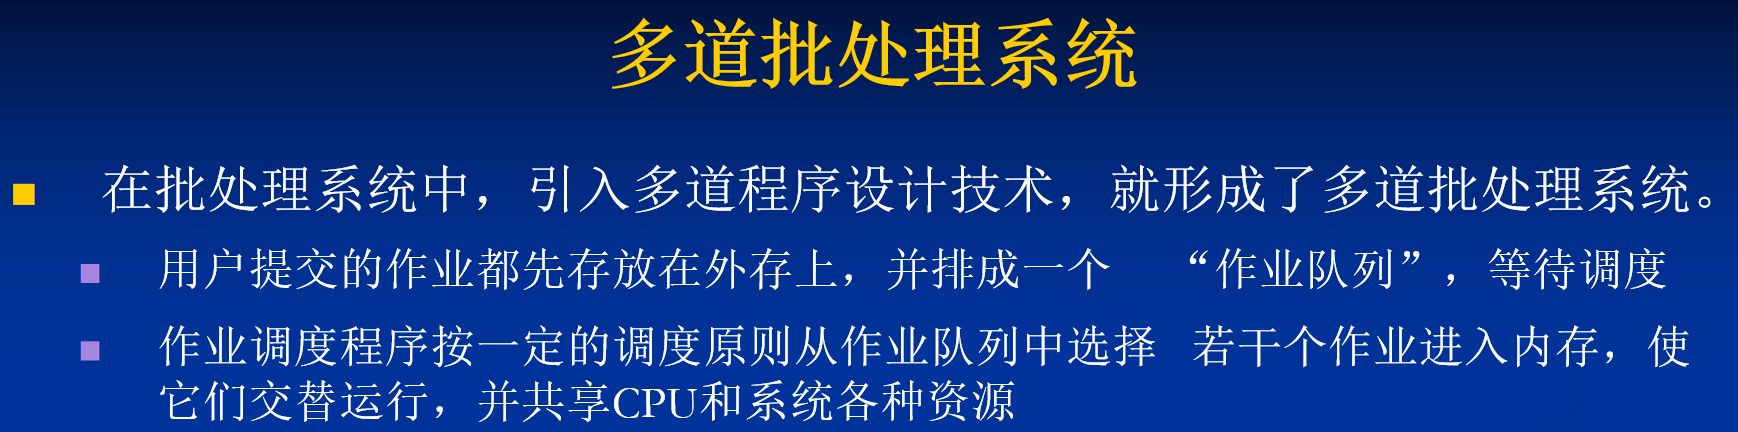 多道批处理系统
在批处理系统中，引入多道程序设计技术，就形成了多道批处理系统。
用户提交的作业都先存放在外存上，并排成一个 “作业队列”，等待调度
作业调度程序按一定的调度原则从作业队列中选择 若干个作业进入内存，使
它们交替运行，并共享CPU和系统各种资源